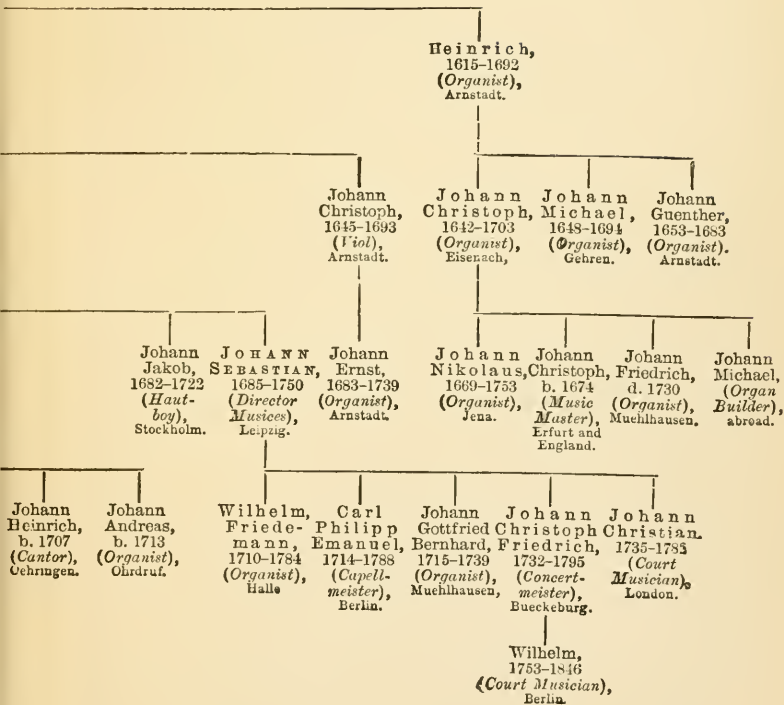 Heinrich,
1615–1692
(Organist),
Arnstadt.
Johann
Christoph,
1645–1693
(Viol),
Arnstadt.
Johann
Christoph,
1642–1703
(Organist),
Eisenach,
Johann
Michael,
1648–1694
(Organist),
Gehren.
Johann
Guenther,
1653–1683
(Organist).
Arnstadt.
Johann
Jakob,
1682–1722
(Haut-
boy),
Stockholm.
JOHANN
SEBASTIAN,
1685–1750
(Director
Musices),
Leipzig.
Johann
Ernst,
1683–1739
(Organist),
Arnstadt.
Johann
Nikolaus,
1669–1753
(Organist),
Jena.
Johann
Christoph,
b. 1674
(Music
Master),
Erfurt and
England.
Johann
Friedrich,
d. 1730
(Organist),
Muehlhausen.
Johann
Michael,
(Organ
Builder),
abroad.
Johann
Heinrich,
b. 1707
(Cantor),
Oehringen.
Johann
Andreas,
b. 1713
(Organist),
Ohrdruf.
Wilhelm,
Friede-
mann,
1710–1784
(Organist),
Halle
Carl
Philipp
Emanuel,
1714–1788
(Capell-
meister),
Berlin.
Johann
Gottfried
Bernhard,
1715–1739
(Organist),
Muehlhausen,
Johann
Christoph
Friedrich,
1732–1795
(Concert-
meister),
Bueckeburg.
Johann
Christian.
(Court
Musician),
London.
Wilhelm,
1753–1846
(Court Musician),
Berlin.